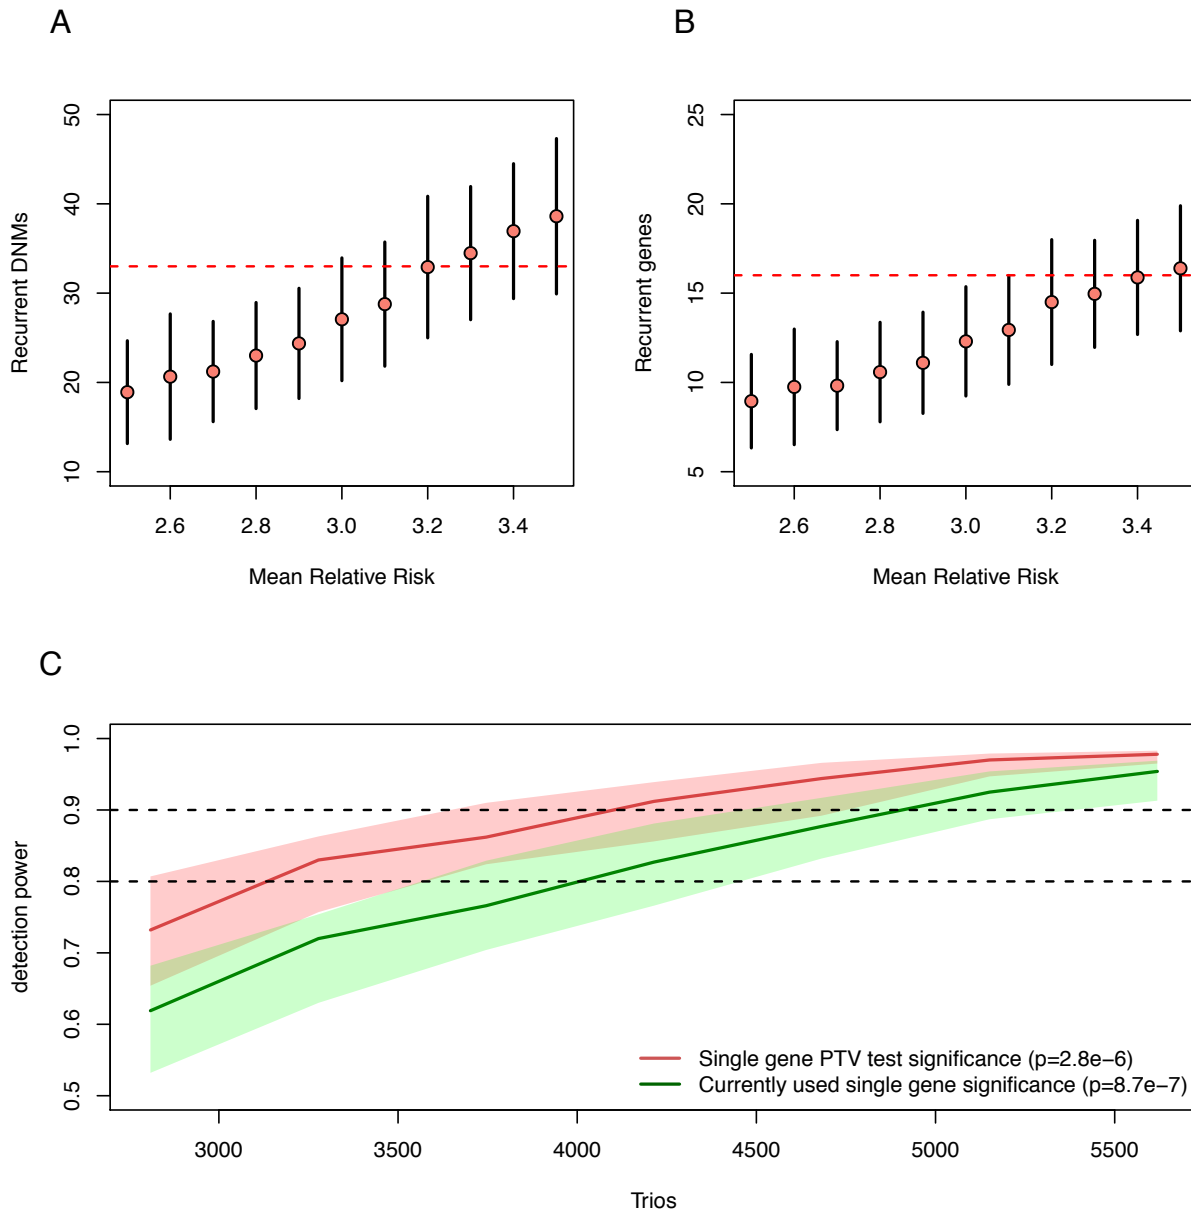 A
B
50
40
30
20
10
Recurrent DNMs
2.6 2.8 3.0 3.2 3.4
Mean Relative Risk
25
20
15
10
5
Recurrent genes
2.6 2.8 3.0 3.2 3.4
Mean Relative Risk
C
1.0
0.9
0.8
0.7
0.6
0.5
detection power
Single gene PTV test significance (p=2.8e−6)
Currently used single gene significance (p=8.7e−7)
3000 3500 4000 4500 5000 5500
Trios